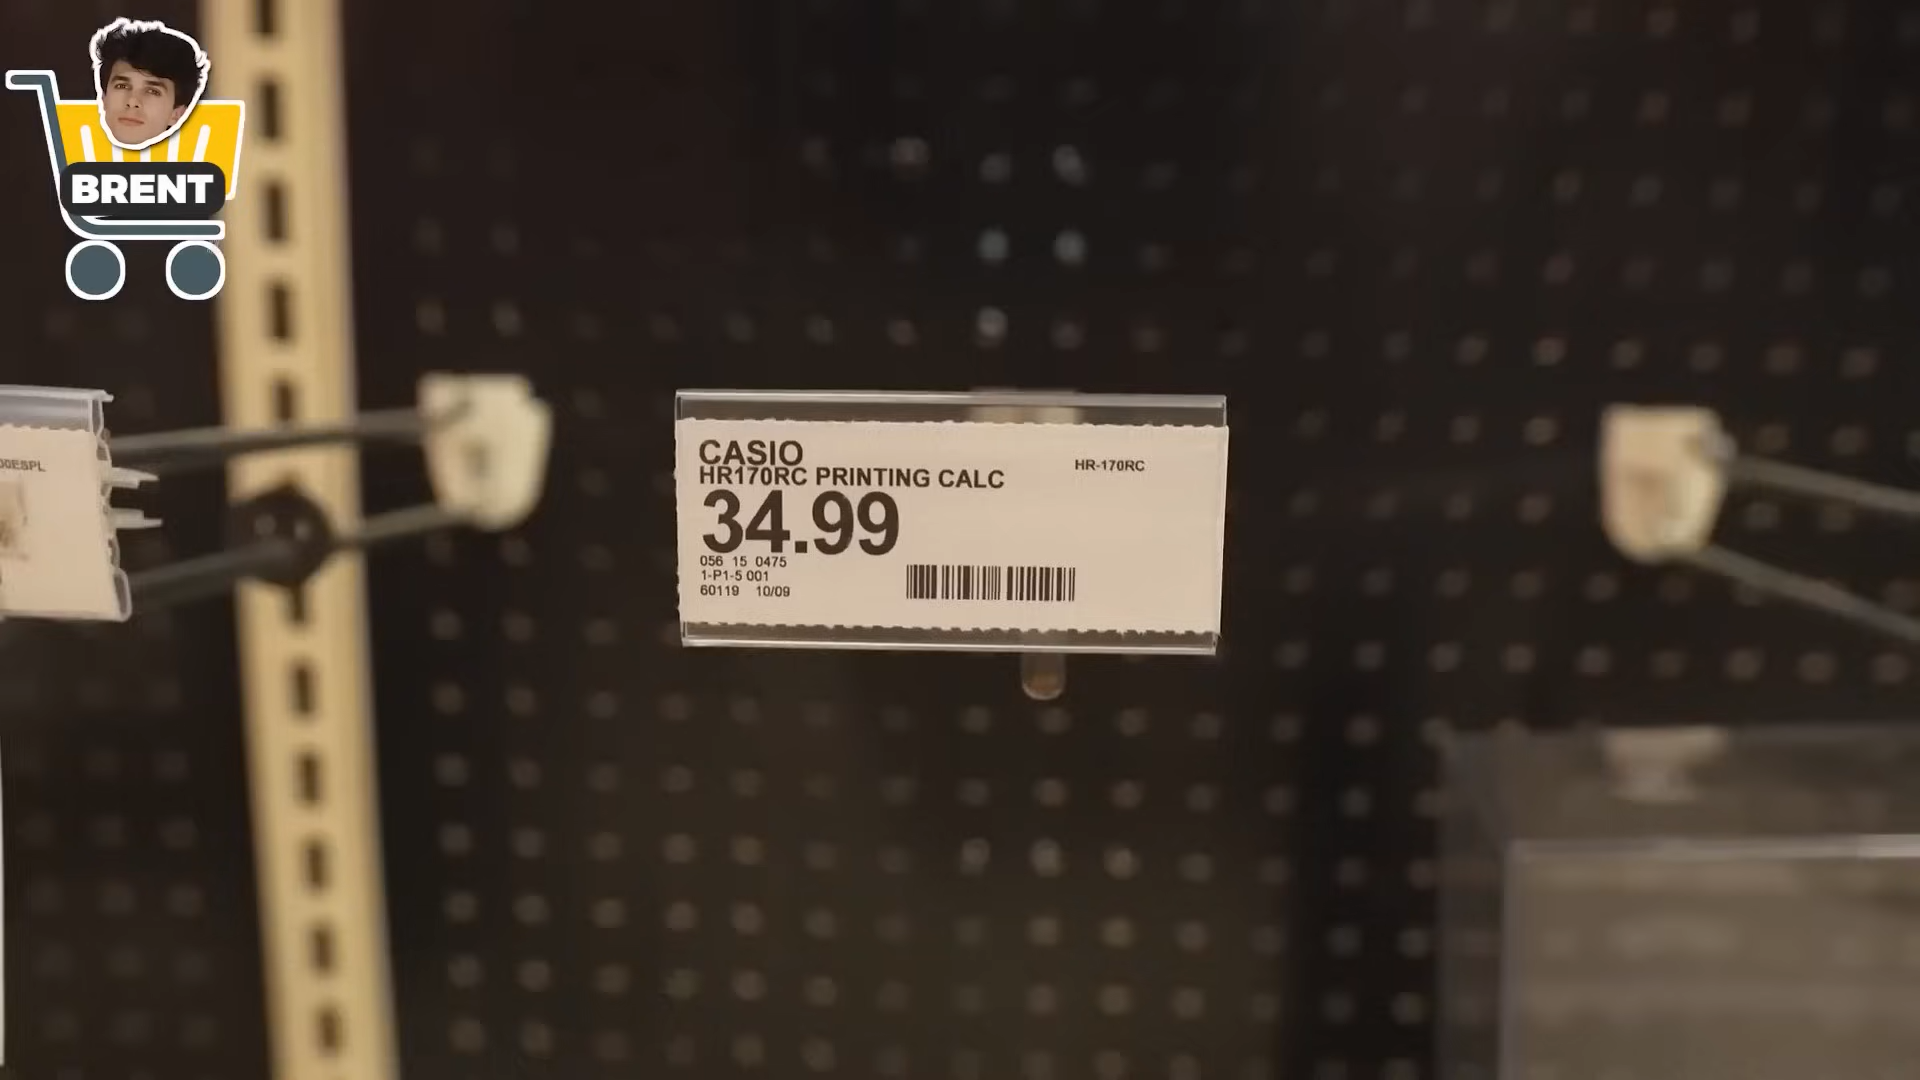 BRENT
00ESPL
CASIO
HR170RC PRINTING CALC
HR-170RC
34.99
056 15 0475
1-P1-5 001
60119 10/09